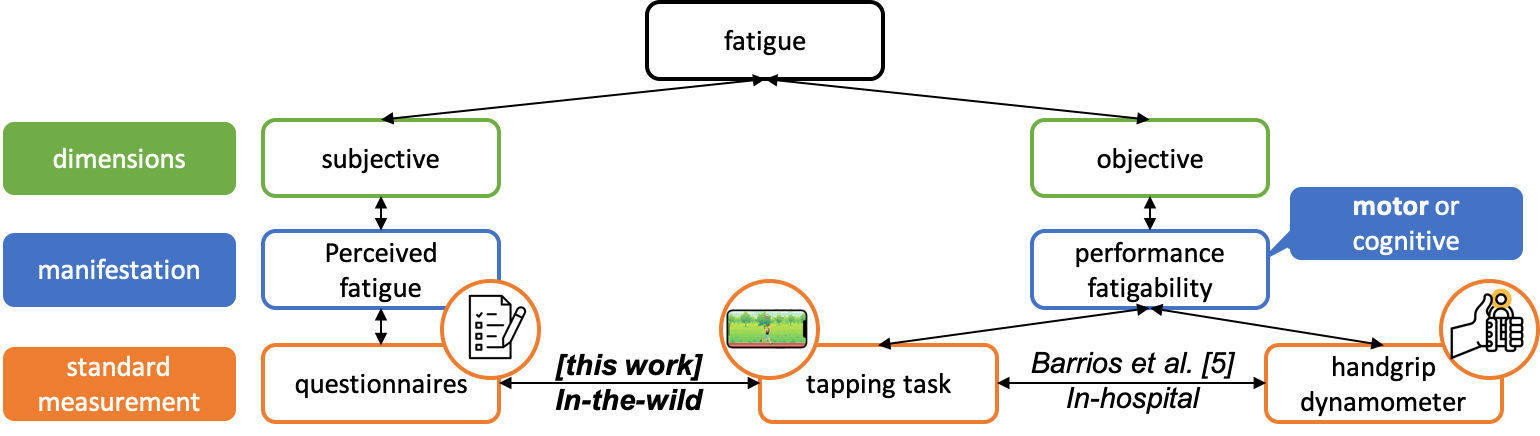 fatigue
dimensions
subjective
objective
manifestation
Perceived
fatigue
performance
fatigability
motor or
cognitive
standard
measurement
questionnaires
[this work]
In-the-wild
tapping task
Barrios et al. [5]
In-hospital
handgrip
dynamometer